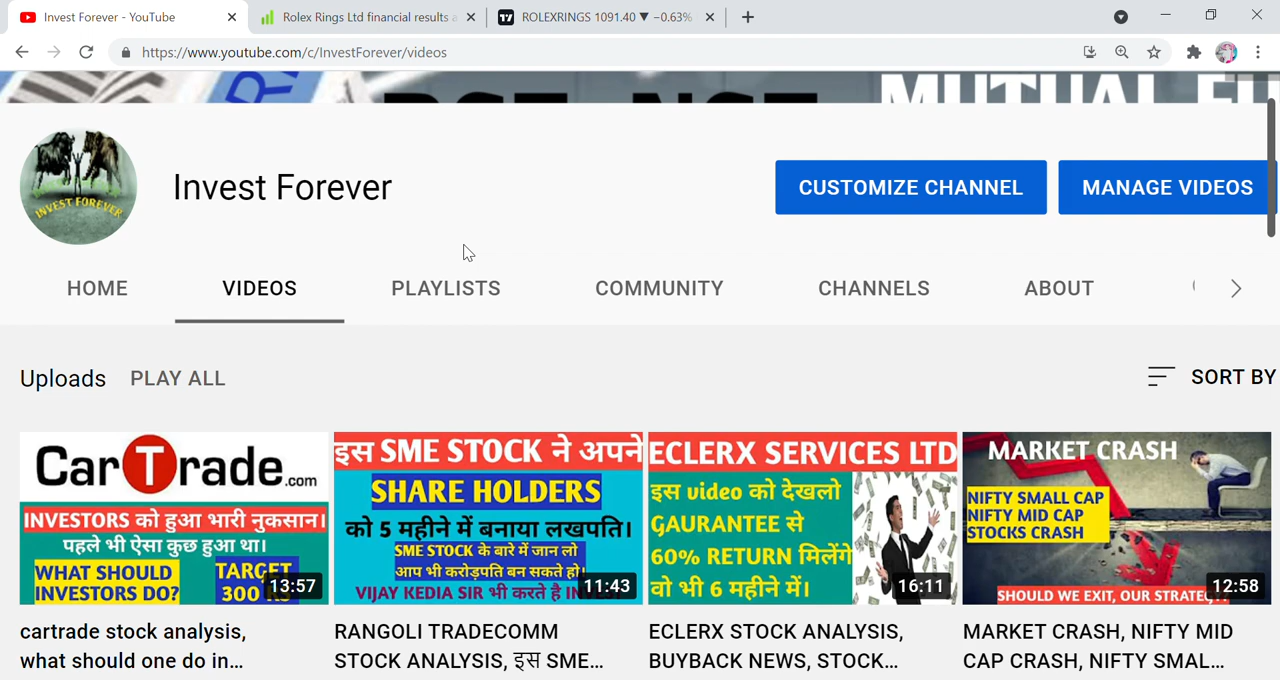 Invest Forever - YouTube
Rolex Rings Ltd financial results a
ROLEXRINGS 1091.40 ▼ −0.63%
https://www.youtube.com/c/InvestForever/videos
MUTUAL FU
INVEST FOREVER
Invest Forever
CUSTOMIZE CHANNEL
MANAGE VIDEOS
HOME
VIDEOS
PLAYLISTS
COMMUNITY
CHANNELS
ABOUT
Uploads
PLAY ALL
SORT BY
CarTrade.com
INVESTORS को हुआ भारी नुकसान।
पहले भी ऐसा कुछ हुआ था।
WHAT SHOULD
INVESTORS DO?
TARGET
300
13:57
इस SME STOCK ने अपने
SHARE HOLDERS
को 5 महीने में बनाया लखपति।
SME STOCK के बारे में जान लो
आप भी करोड़पति बन सकते हो।
VIJAY KEDIA SIR भी करते है
11:43
ECLERX SERVICES LTD
इस video को देखलो
GAURANTEE से
60% RETURN मिलेंगे
वो भी 6 महीने में।
16:11
MARKET CRASH
NIFTY SMALL CAP
NIFTY MID CAP
STOCKS CRASH
SHOULD WE EXIT, OUR STRATEGY
12:58
cartrade stock analysis,
what should one do in...
RANGOLI TRADECOMM
STOCK ANALYSIS, इस SME...
ECLERX STOCK ANALYSIS,
BUYBACK NEWS, STOCK...
MARKET CRASH, NIFTY MID
CAP CRASH, NIFTY SMAL...